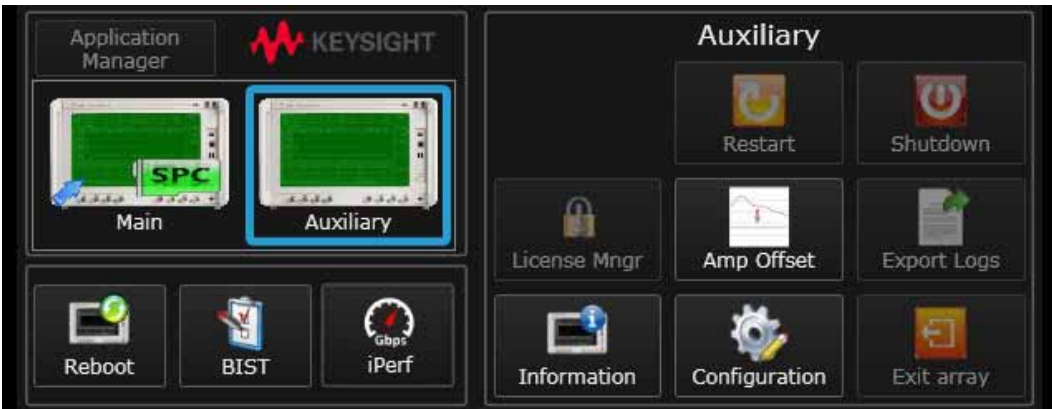 Application
Manager
KEYSIGHT
SPC
Main
Auxiliary
Reboot
BIST
Gbps
iPerf
Auxiliary
Restart
Shutdown
License Mngr
Amp Offset
Export Logs
Information
Configuration
Exit array